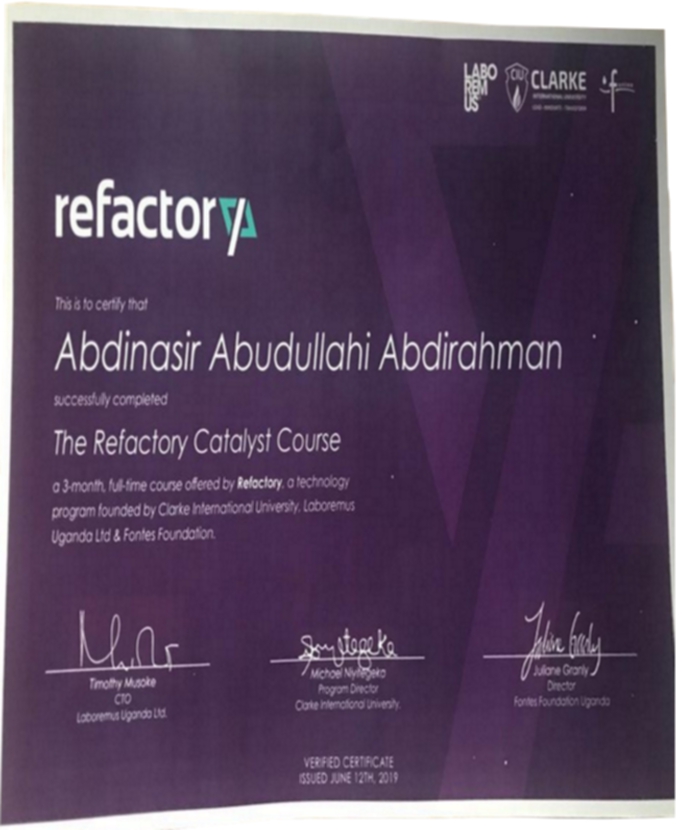 LABO
REM
US
CIU CLARKE
INTERNATIONAL UNIVERSITY
refactory
This is to certify that
Abdinasir Abudullahi Abdirahman
successfully completed
The Refactory Catalyst Course
a 3-month, full-time course offered by Refactory, a technology
program founded by Clarke International University, Laboremus
Uganda Ltd & Fontes Foundation.
Timothy Musoke
CTO
Laboremus Uganda Ltd.
Michael Niyitegeka
Program Director
Clarke International University.
Juliane Granly
Director
Fontes Foundation Uganda
VERIFIED CERTIFICATE
ISSUED JUNE 12TH, 2019